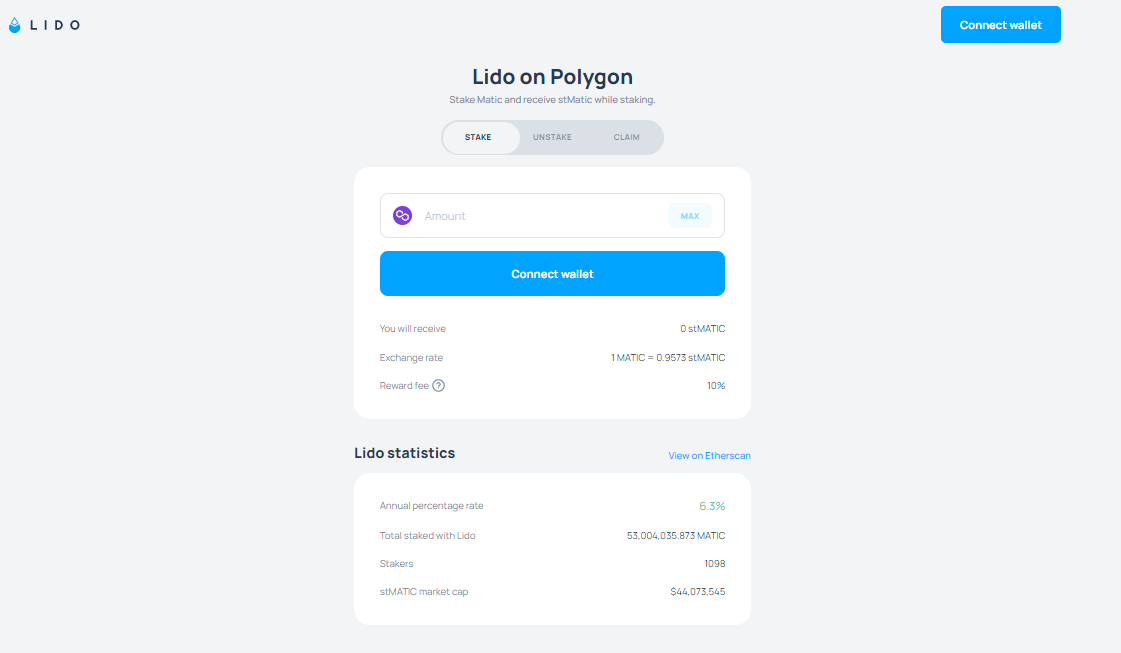 LIDO
Connect wallet
Lido on Polygon
Stake Matic and receive stMatic while staking.
STAKE UNSTAKE CLAIM
Amount MAX
Connect wallet
You will receive 0 stMATIC
Exchange rate 1 MATIC = 0.9573 stMATIC
Reward fee ? 10%
Lido statistics View on Etherscan
Annual percentage rate 6.3%
Total staked with Lido 53,004,035.873 MATIC
Stakers 1098
stMATIC market cap $44,073,545